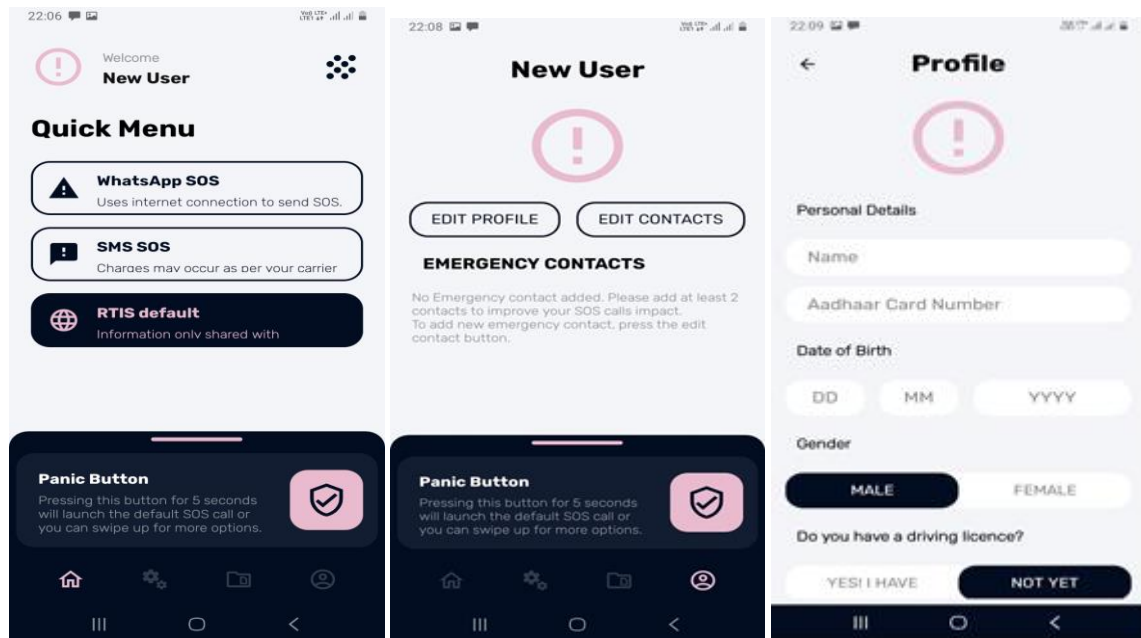 22:06
Welcome
New User
Quick Menu
WhatsApp SOS
Uses internet connection to send SOS.
SMS SOS
Charges may occur as per your carrier
RTIS default
Information only shared with
Panic Button
Pressing this button for 5 seconds
will launch the default SOS call or
you can swipe up for more options.
22:08
New User
EDIT PROFILE
EDIT CONTACTS
EMERGENCY CONTACTS
No Emergency contact added. Please add at least 2
contacts to improve your SOS calls impact.
To add new emergency contact, press the edit
contact button.
Panic Button
Pressing this button for 5 seconds
will launch the default SOS call or
you can swipe up for more options.
22:09
Profile
Personal Details
Name
Aadhaar Card Number
Date of Birth
DD MM YYYY
Gender
MALE FEMALE
Do you have a driving licence?
YES! I HAVE NOT YET